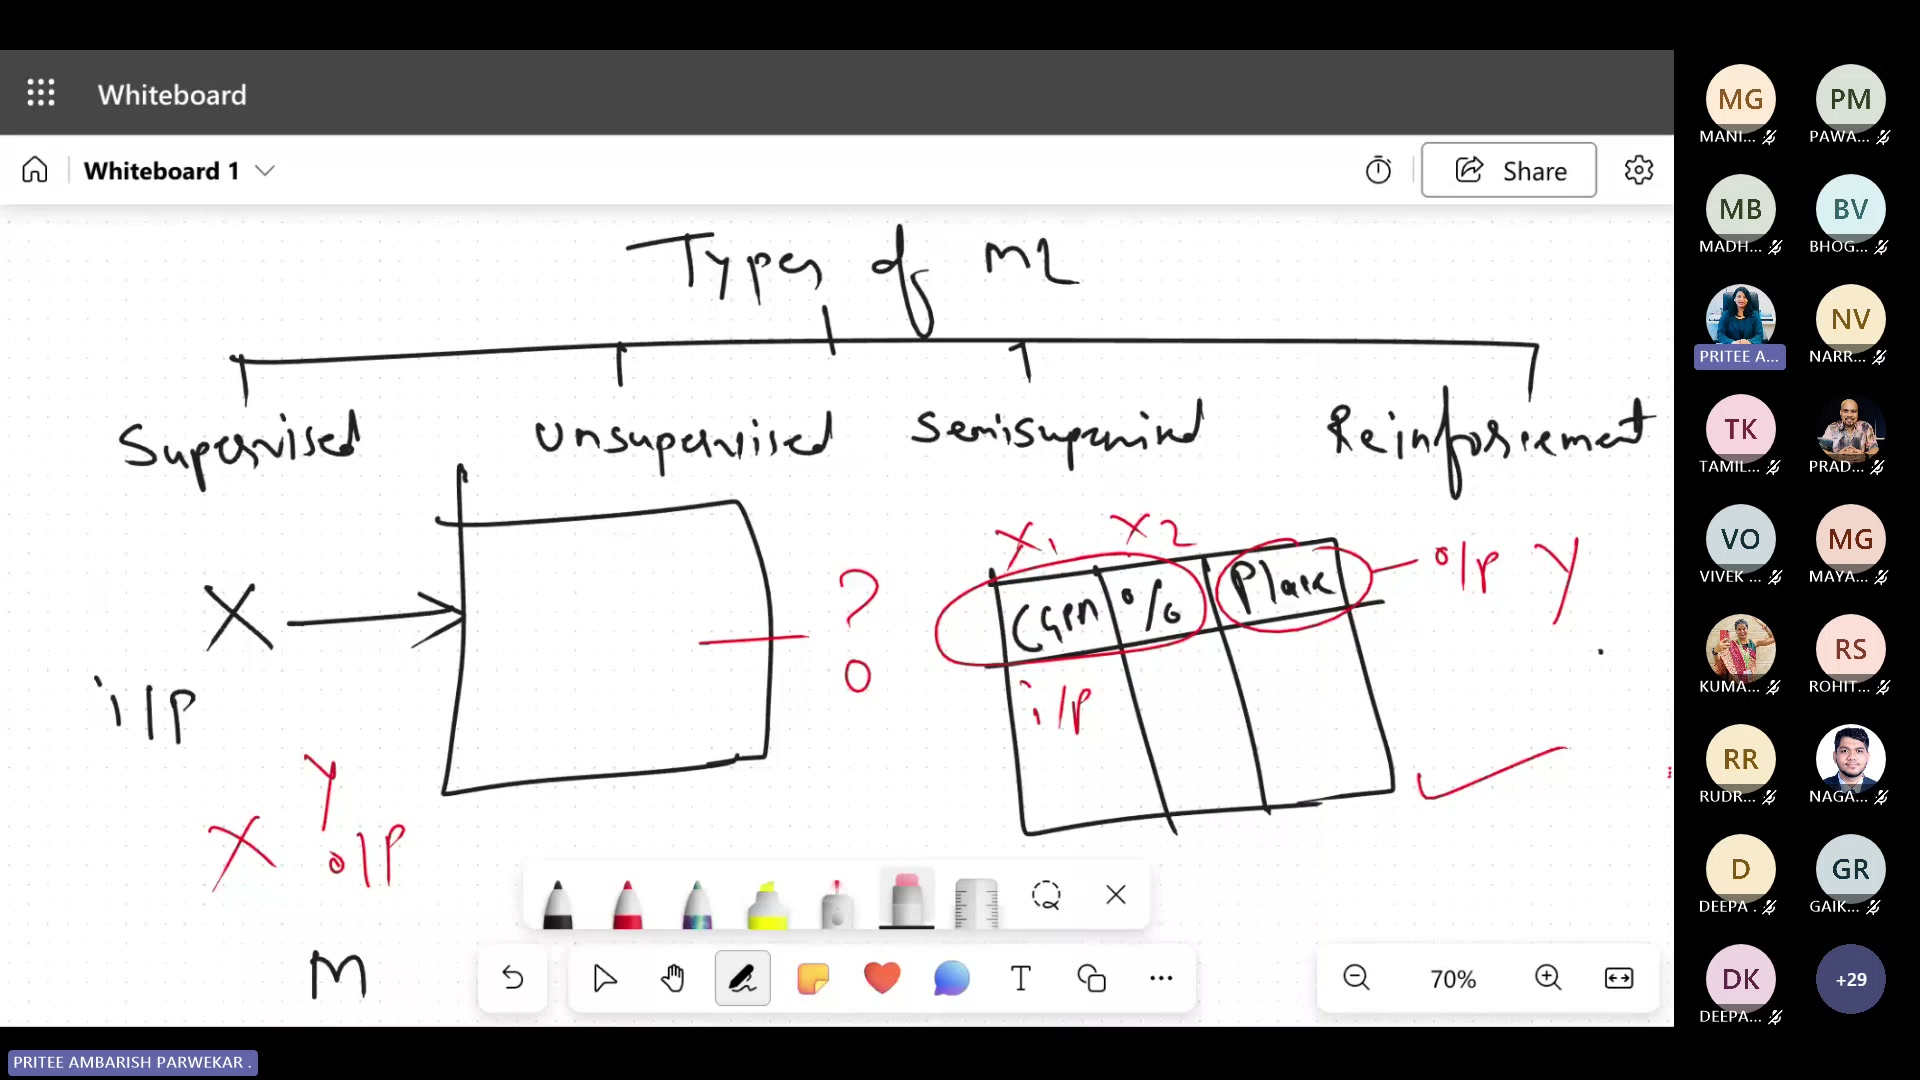 Whiteboard
Whiteboard 1
Share
Types of ML
Supervised
Unsupervised
Semisupervised
Reinforcement
X
i/p
?
O
X1 X2
CGPA % Place
o/p Y
i/p
Y
X o/p
M
70%
MG PM
MANI... PAWA...
MB BV
MADH... BHOG...
NV
PRITEE A... NARR...
TK
TAMIL... PRAD...
VO MG
VIVEK ... MAYA...
RS
KUMA... ROHIT...
RR
RUDR... NAGA...
D GR
DEEPA . GAIK...
DK +29
DEEPA...
PRITEE AMBARISH PARWEKAR .